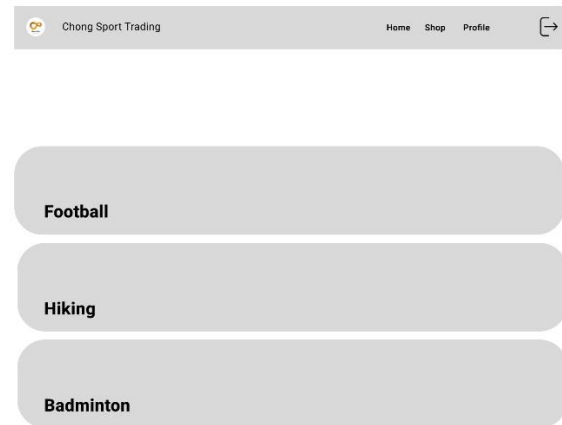 Chong Sport Trading
Home Shop Profile
Football
Hiking
Badminton